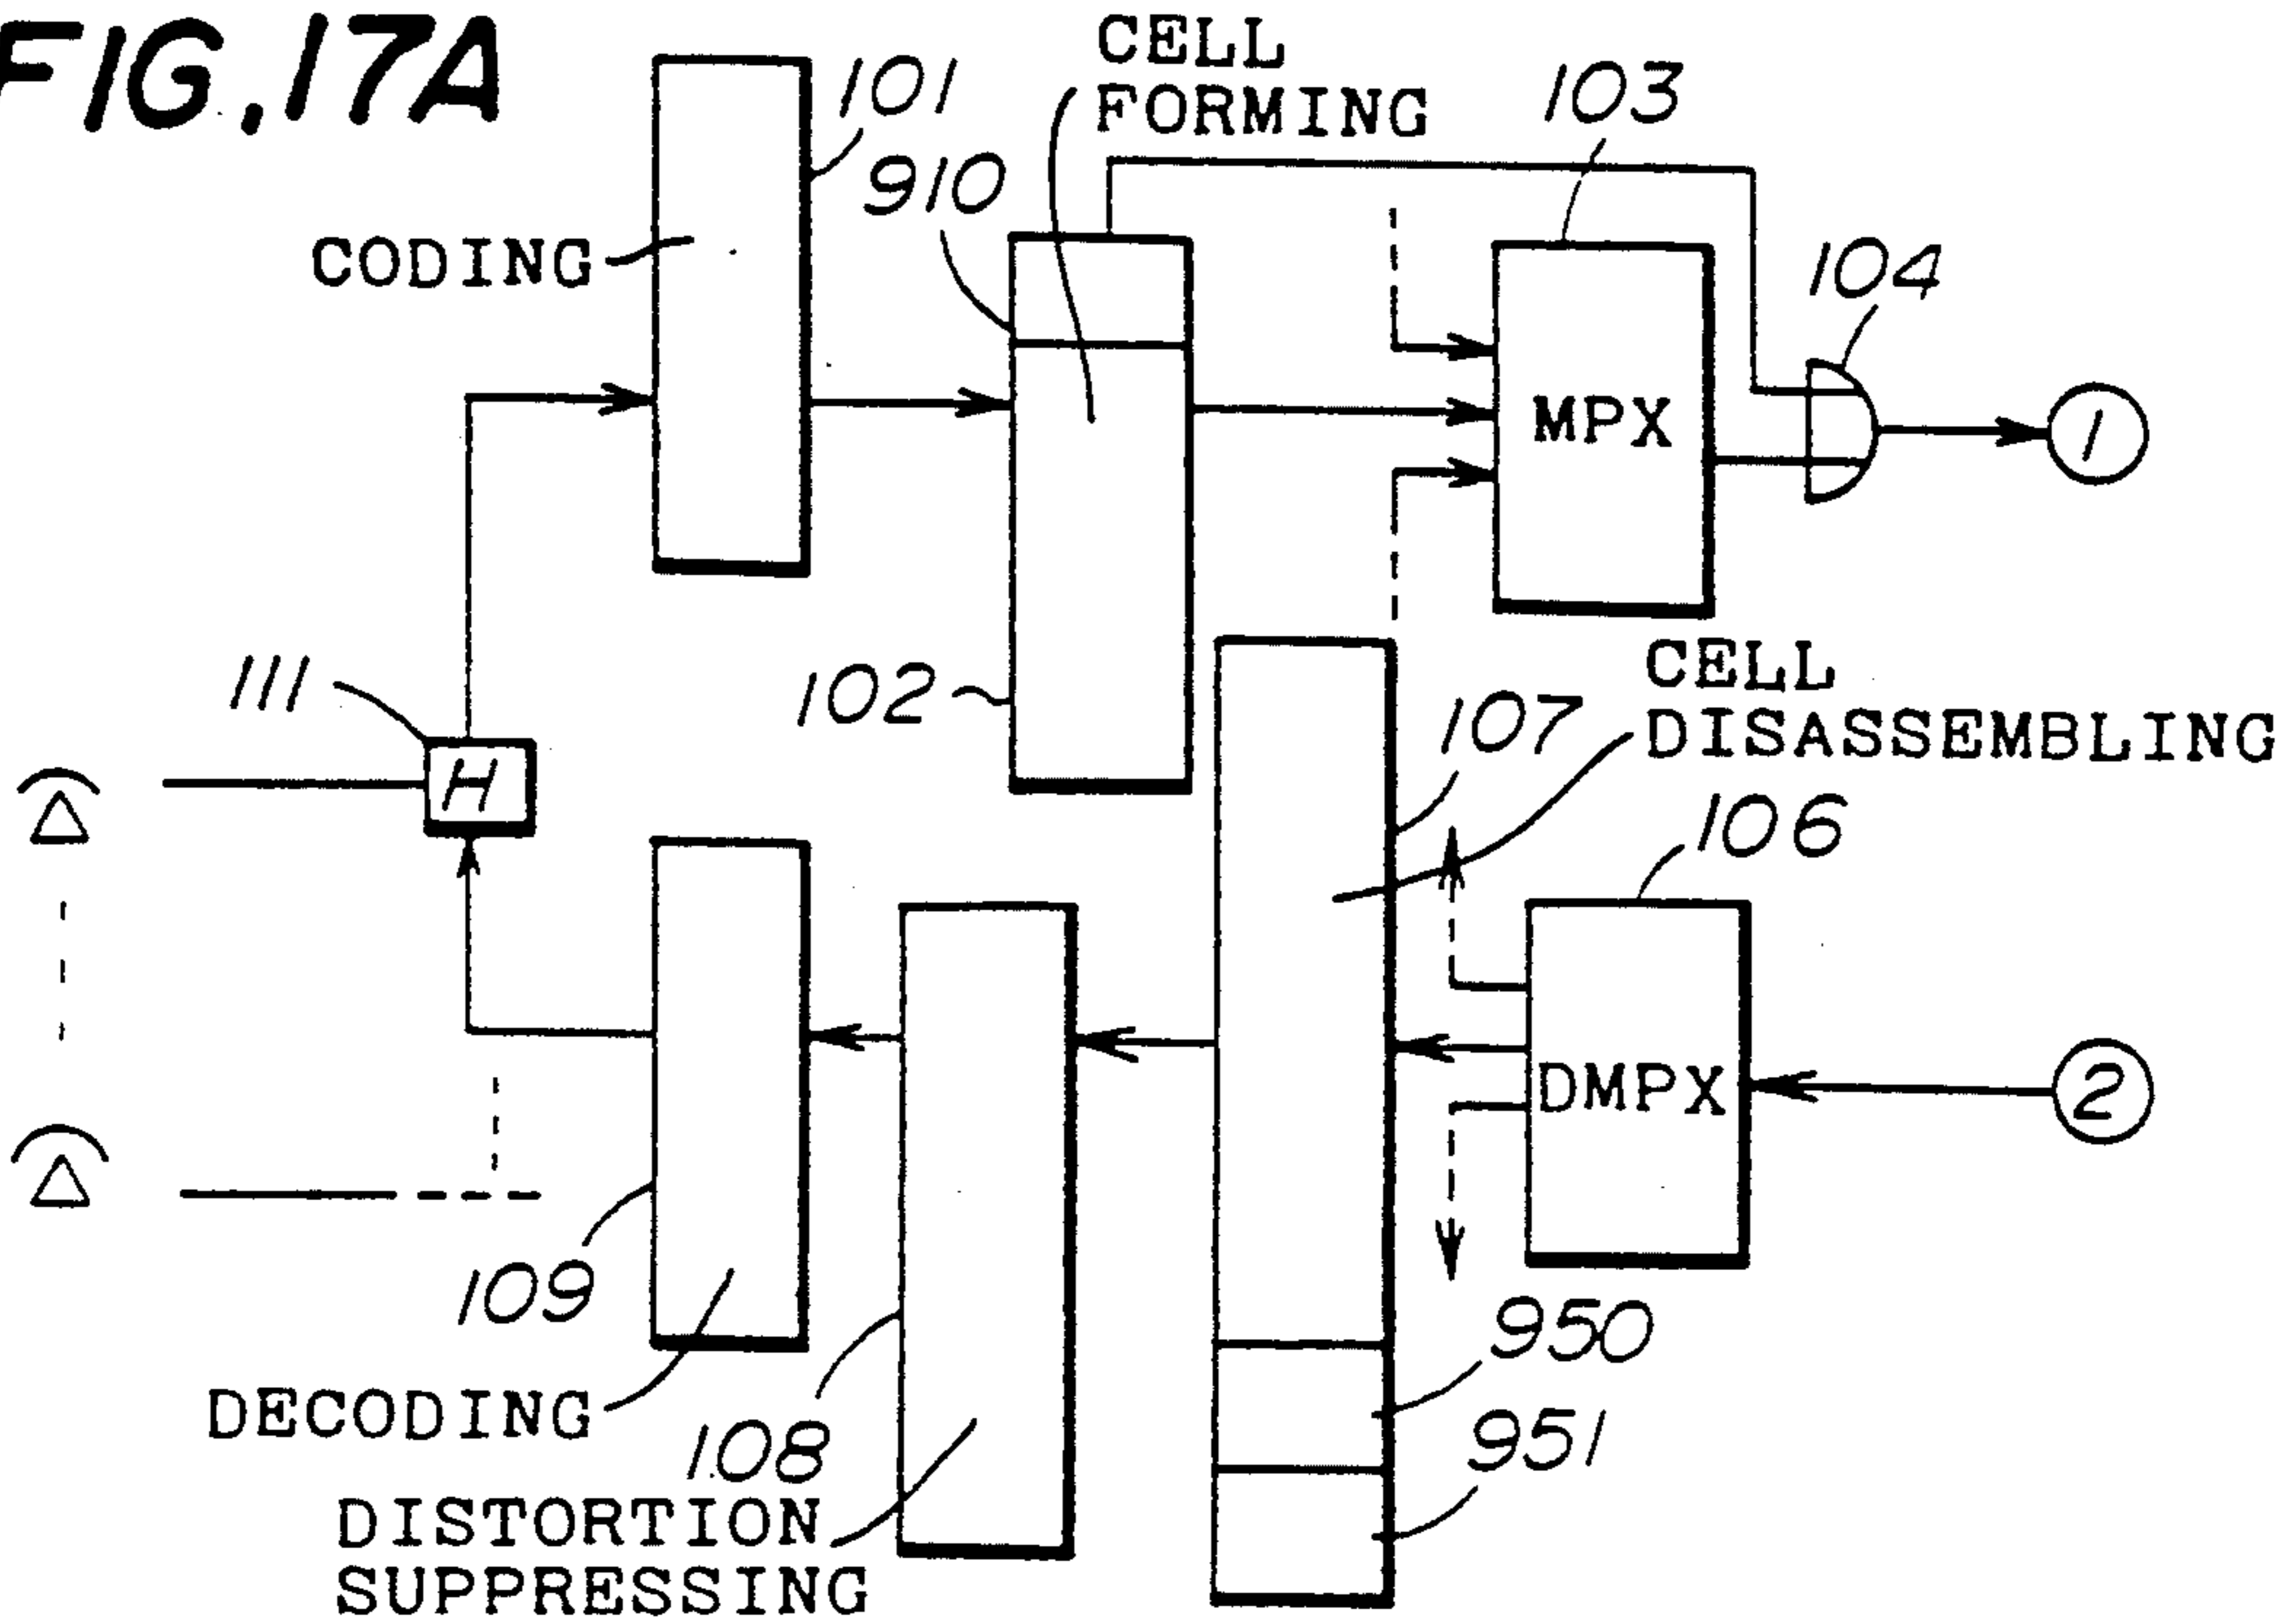 FIG. 17A
CELL
FORMING
101
103
910
CODING
104
MPX
1
111
102
CELL
DISASSEMBLING
107
H
106
DMPX
2
109
950
DECODING
108
951
DISTORTION
SUPPRESSING